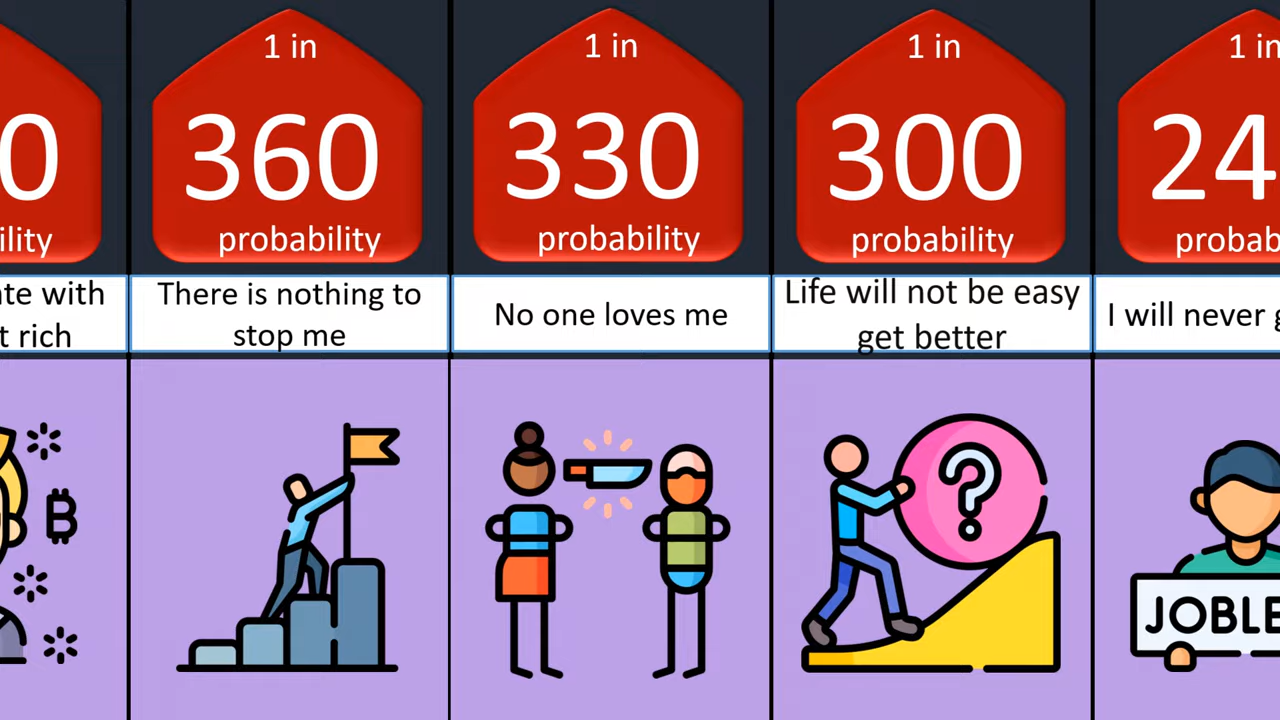 0
ility
with
t rich
1 in
360
probability
There is nothing to
stop me
1 in
330
probability
No one loves me
1 in
300
probability
Life will not be easy
get better
1 in
24
probab
I will never g
JOBLE